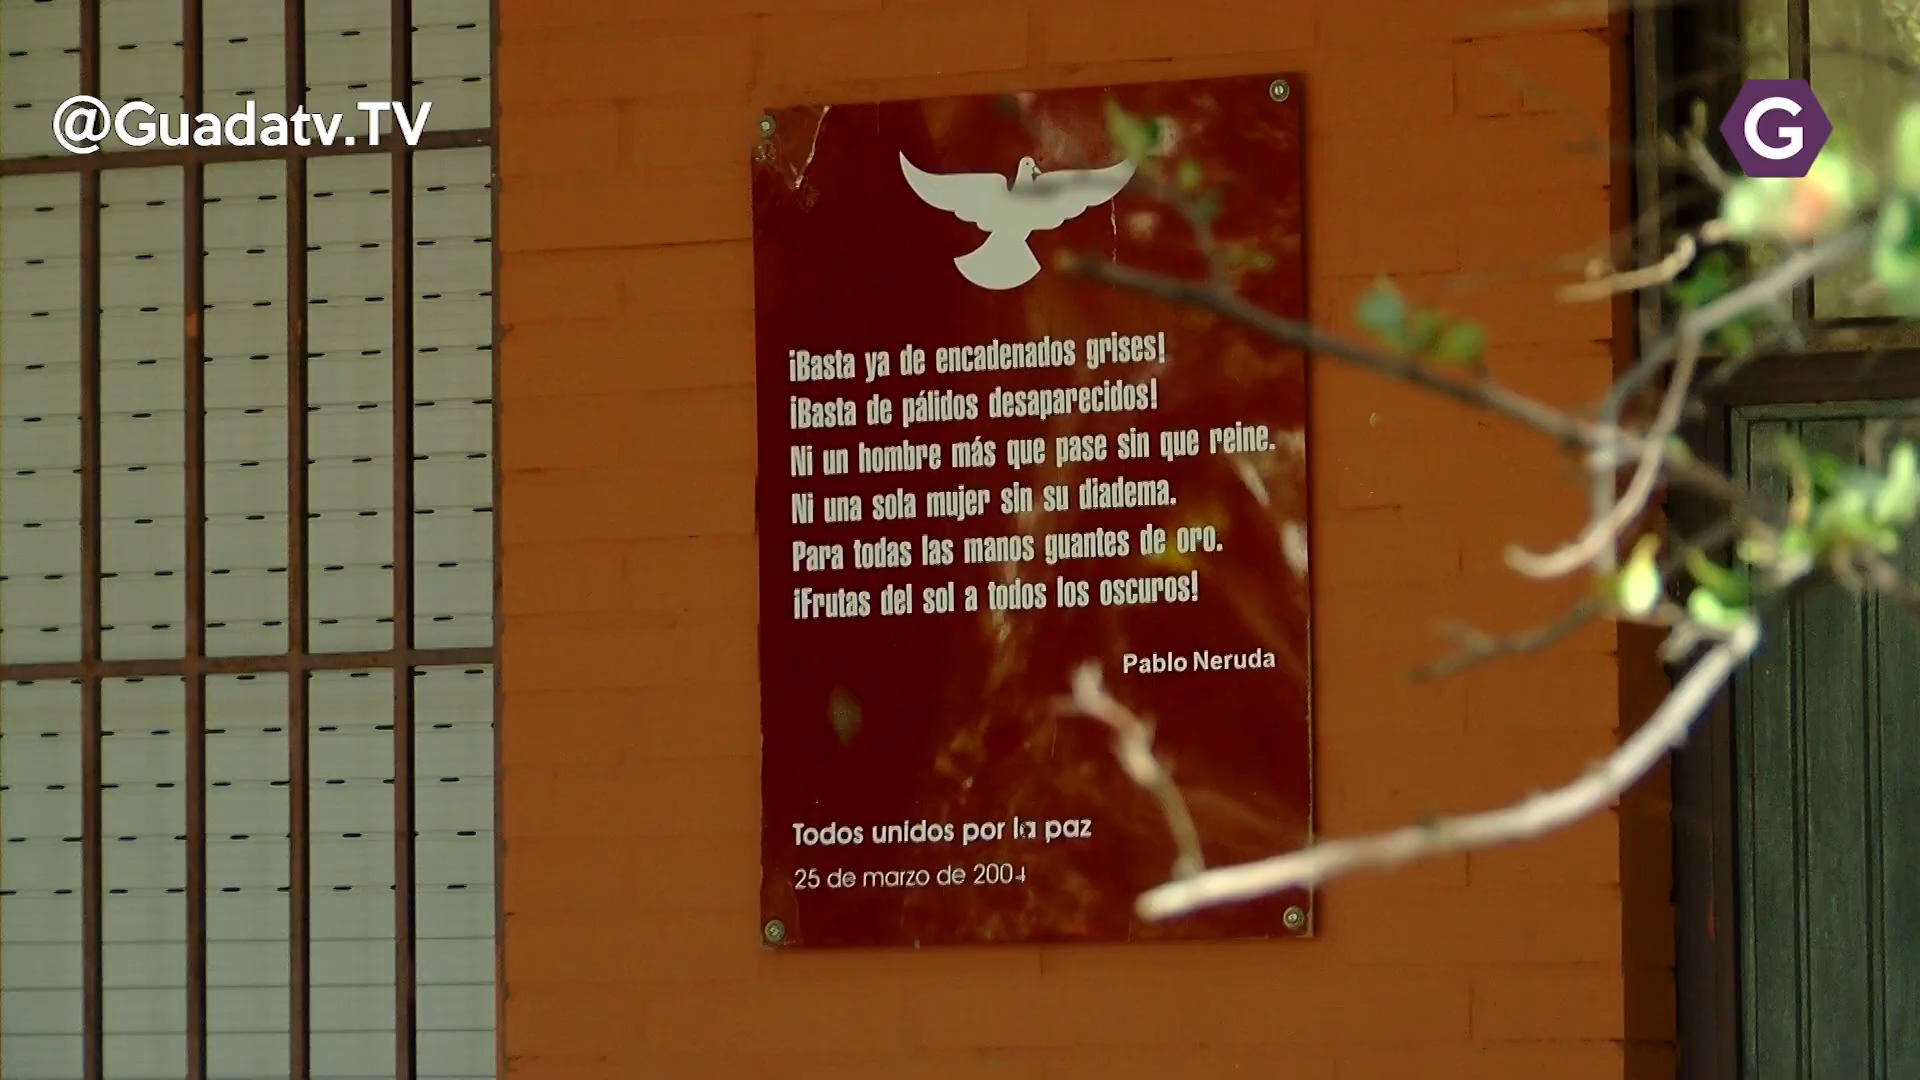 @Guadatv.TV
G
¡Basta ya de encadenados grises!
¡Basta de pálidos desaparecidos!
Ni un hombre más que pase sin que reine.
Ni una sola mujer sin su diadema.
Para todas las manos guantes de oro.
¡Frutas del sol a todos los oscuros!
Pablo Neruda
Todos unidos por la paz
25 de marzo de 2004